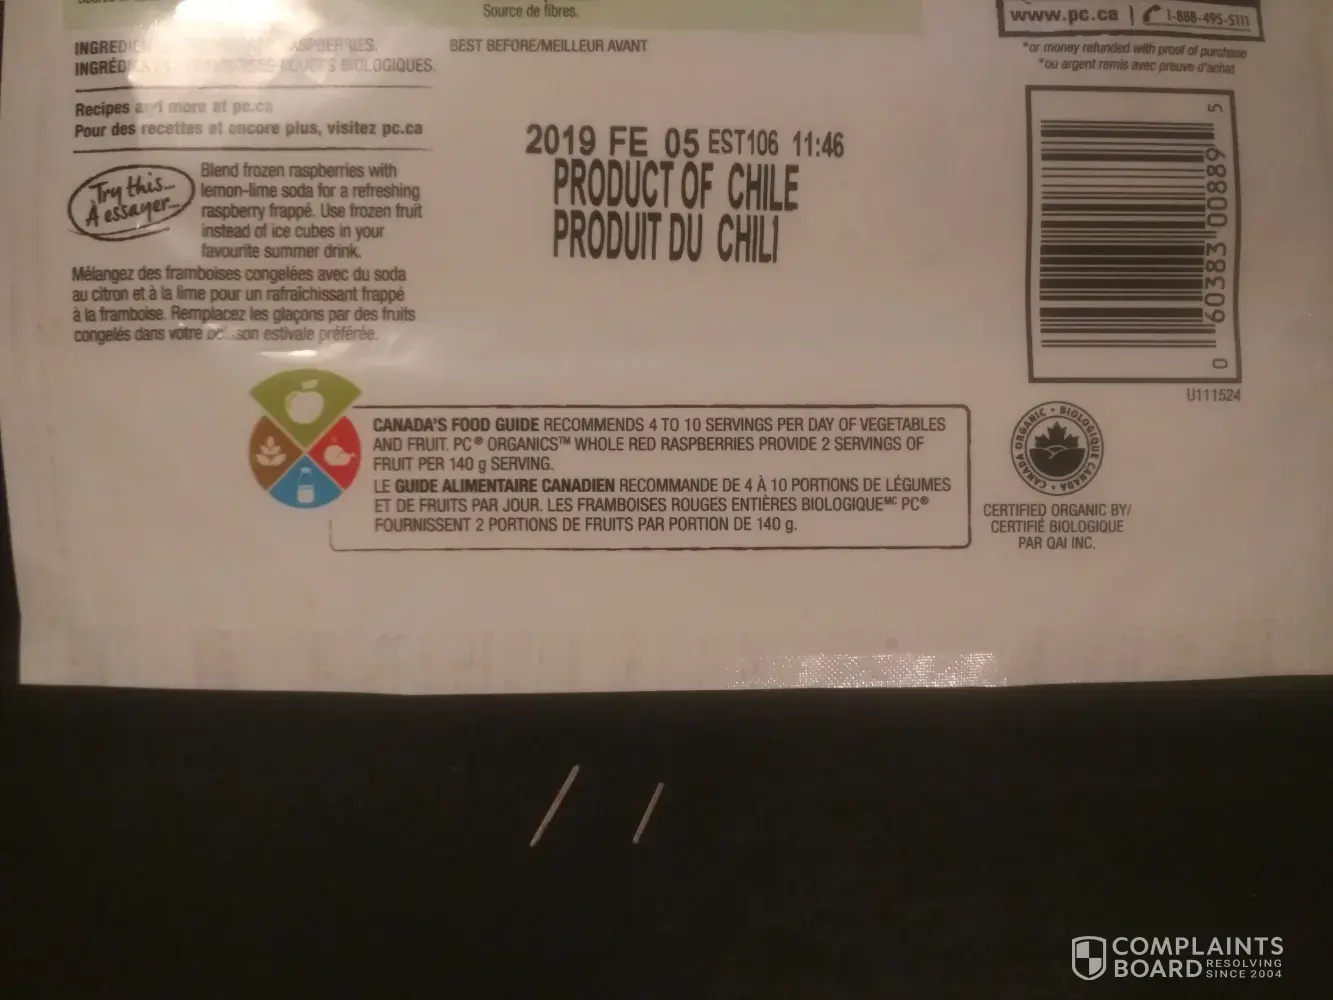 Source de fibres.
INGREDIEN ASPBERRIES.
INGRÉD FRAMBOISES ROUGES BIOLOGIQUES.
Recipes and more at pc.ca
Pour des recettes et encore plus, visitez pc.ca
Try this...
À essayer...
Blend frozen raspberries with
lemon-lime soda for a refreshing
raspberry frappé. Use frozen fruit
instead of ice cubes in your
favourite summer drink.
Mélangez des framboises congelées avec du soda
au citron et à la lime pour un rafraîchissant frappé
à la framboise. Remplacez les glaçons par des fruits
congelés dans votre boisson estivale préférée.
BEST BEFORE/MEILLEUR AVANT
2019 FE 05 EST106 11:46
PRODUCT OF CHILE
PRODUIT DU CHILI
www.pc.ca | 1-888-495-5111
*or money refunded with proof of purchase
*ou argent remis avec preuve d'achat
0 60383 00889 5
U111524
CANADA'S FOOD GUIDE RECOMMENDS 4 TO 10 SERVINGS PER DAY OF VEGETABLES
AND FRUIT. PC® ORGANICS™ WHOLE RED RASPBERRIES PROVIDE 2 SERVINGS OF
FRUIT PER 140 g SERVING.
LE GUIDE ALIMENTAIRE CANADIEN RECOMMANDE DE 4 À 10 PORTIONS DE LÉGUMES
ET DE FRUITS PAR JOUR. LES FRAMBOISES ROUGES ENTIÈRES BIOLOGIQUEᴹᶜ PC®
FOURNISSENT 2 PORTIONS DE FRUITS PAR PORTION DE 140 g.
CANADA ORGANIC • BIOLOGIQUE CANADA •
CERTIFIED ORGANIC BY/
CERTIFIÉ BIOLOGIQUE
PAR QAI INC.
COMPLAINTS
BOARD RESOLVING
SINCE 2004